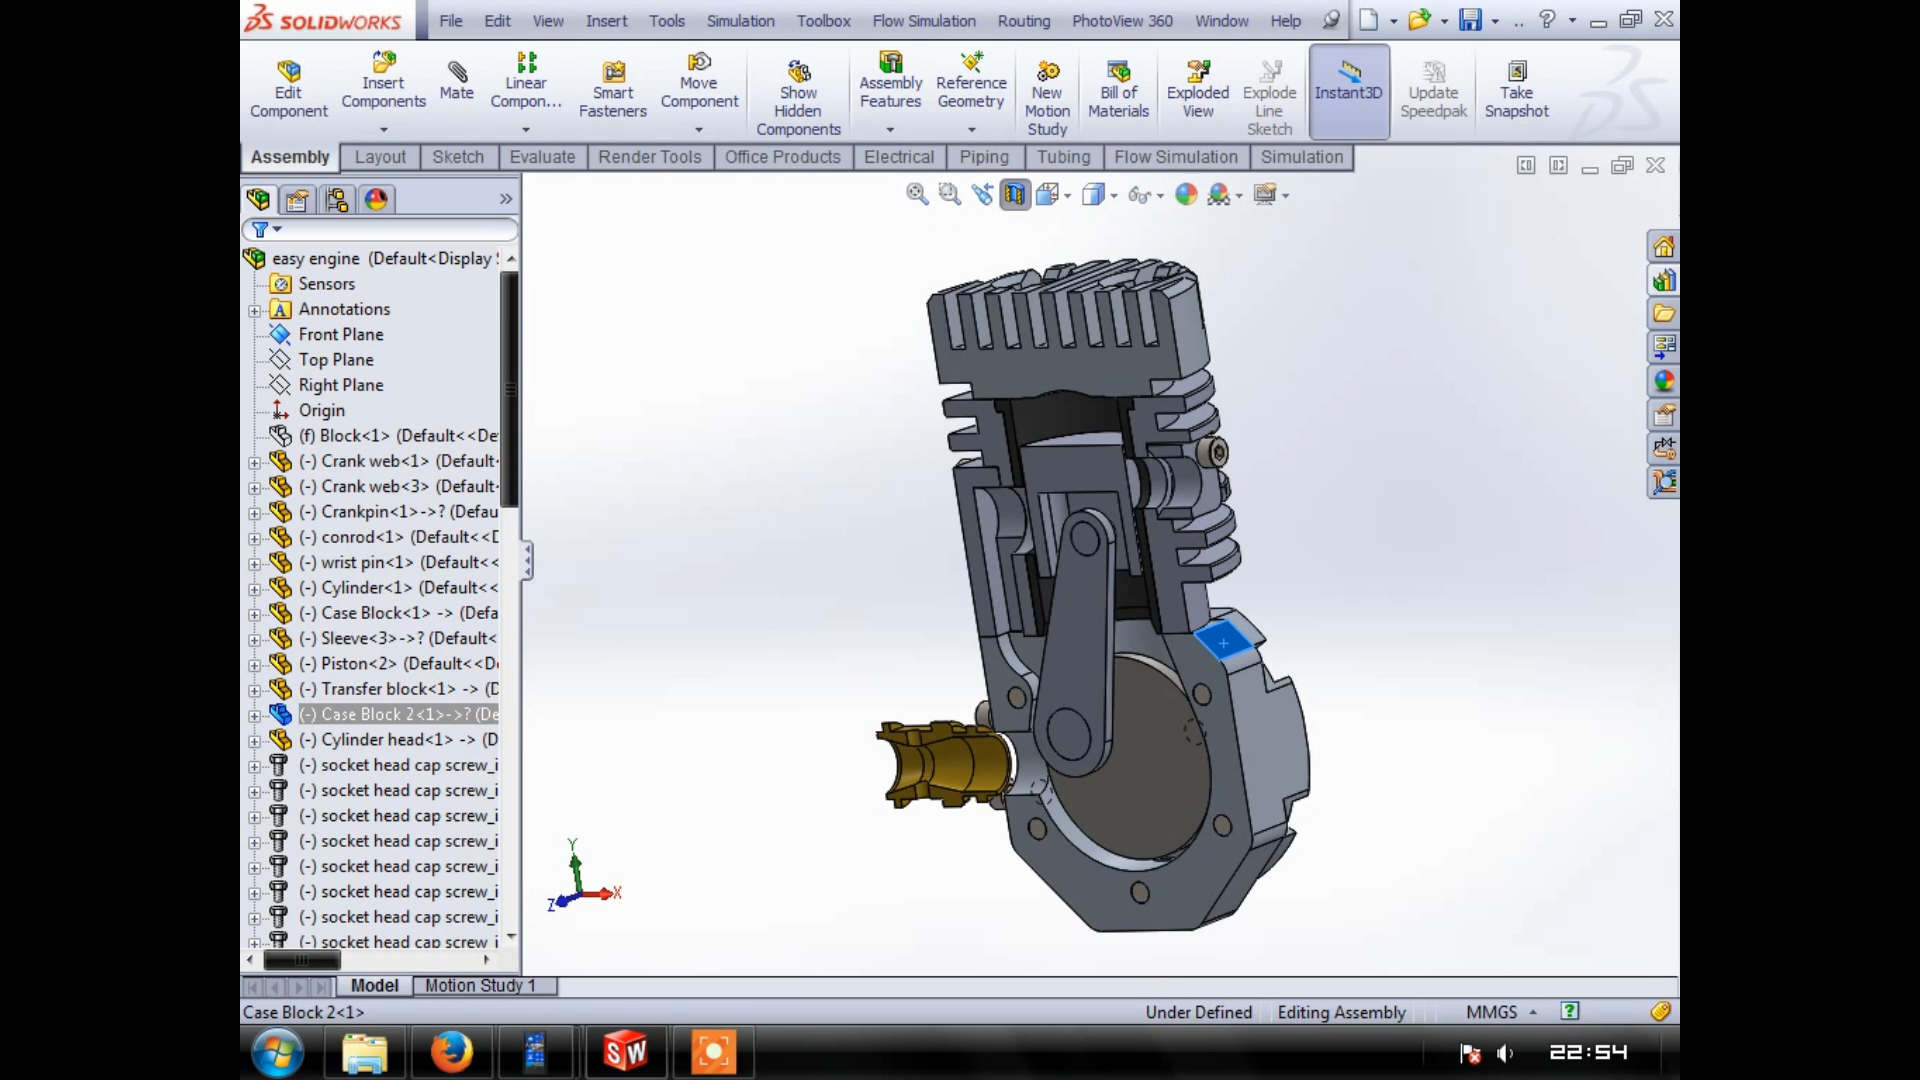 SOLIDWORKS File Edit View Insert Tools Simulation Toolbox Flow Simulation Routing PhotoView 360 Window Help
Edit Component
Insert Components
Mate
Linear Compon...
Smart Fasteners
Move Component
Show Hidden Components
Assembly Features
Reference Geometry
New Motion Study
Bill of Materials
Exploded View
Explode Line Sketch
Instant3D
Update Speedpak
Take Snapshot
Assembly Layout Sketch Evaluate Render Tools Office Products Electrical Piping Tubing Flow Simulation Simulation
easy engine (Default<Display
Sensors
Annotations
Front Plane
Top Plane
Right Plane
Origin
(f) Block<1> (Default<<De
(-) Crank web<1> (Default
(-) Crank web<3> (Default
(-) Crankpin<1>->? (Defau
(-) conrod<1> (Default<<D
(-) wrist pin<1> (Default<<
(-) Cylinder<1> (Default<<
(-) Case Block<1> -> (Defa
(-) Sleeve<3>->? (Default<
(-) Piston<2> (Default<<D
(-) Transfer block<1> -> (D
(-) Case Block 2<1>->? (De
(-) Cylinder head<1> -> (D
(-) socket head cap screw_i
(-) socket head cap screw_i
(-) socket head cap screw_i
(-) socket head cap screw_i
(-) socket head cap screw_i
(-) socket head cap screw_i
(-) socket head cap screw_i
(-) socket head cap screw_i
Y
X
Z
Model Motion Study 1
Case Block 2<1> Under Defined Editing Assembly MMGS
SW
22:54